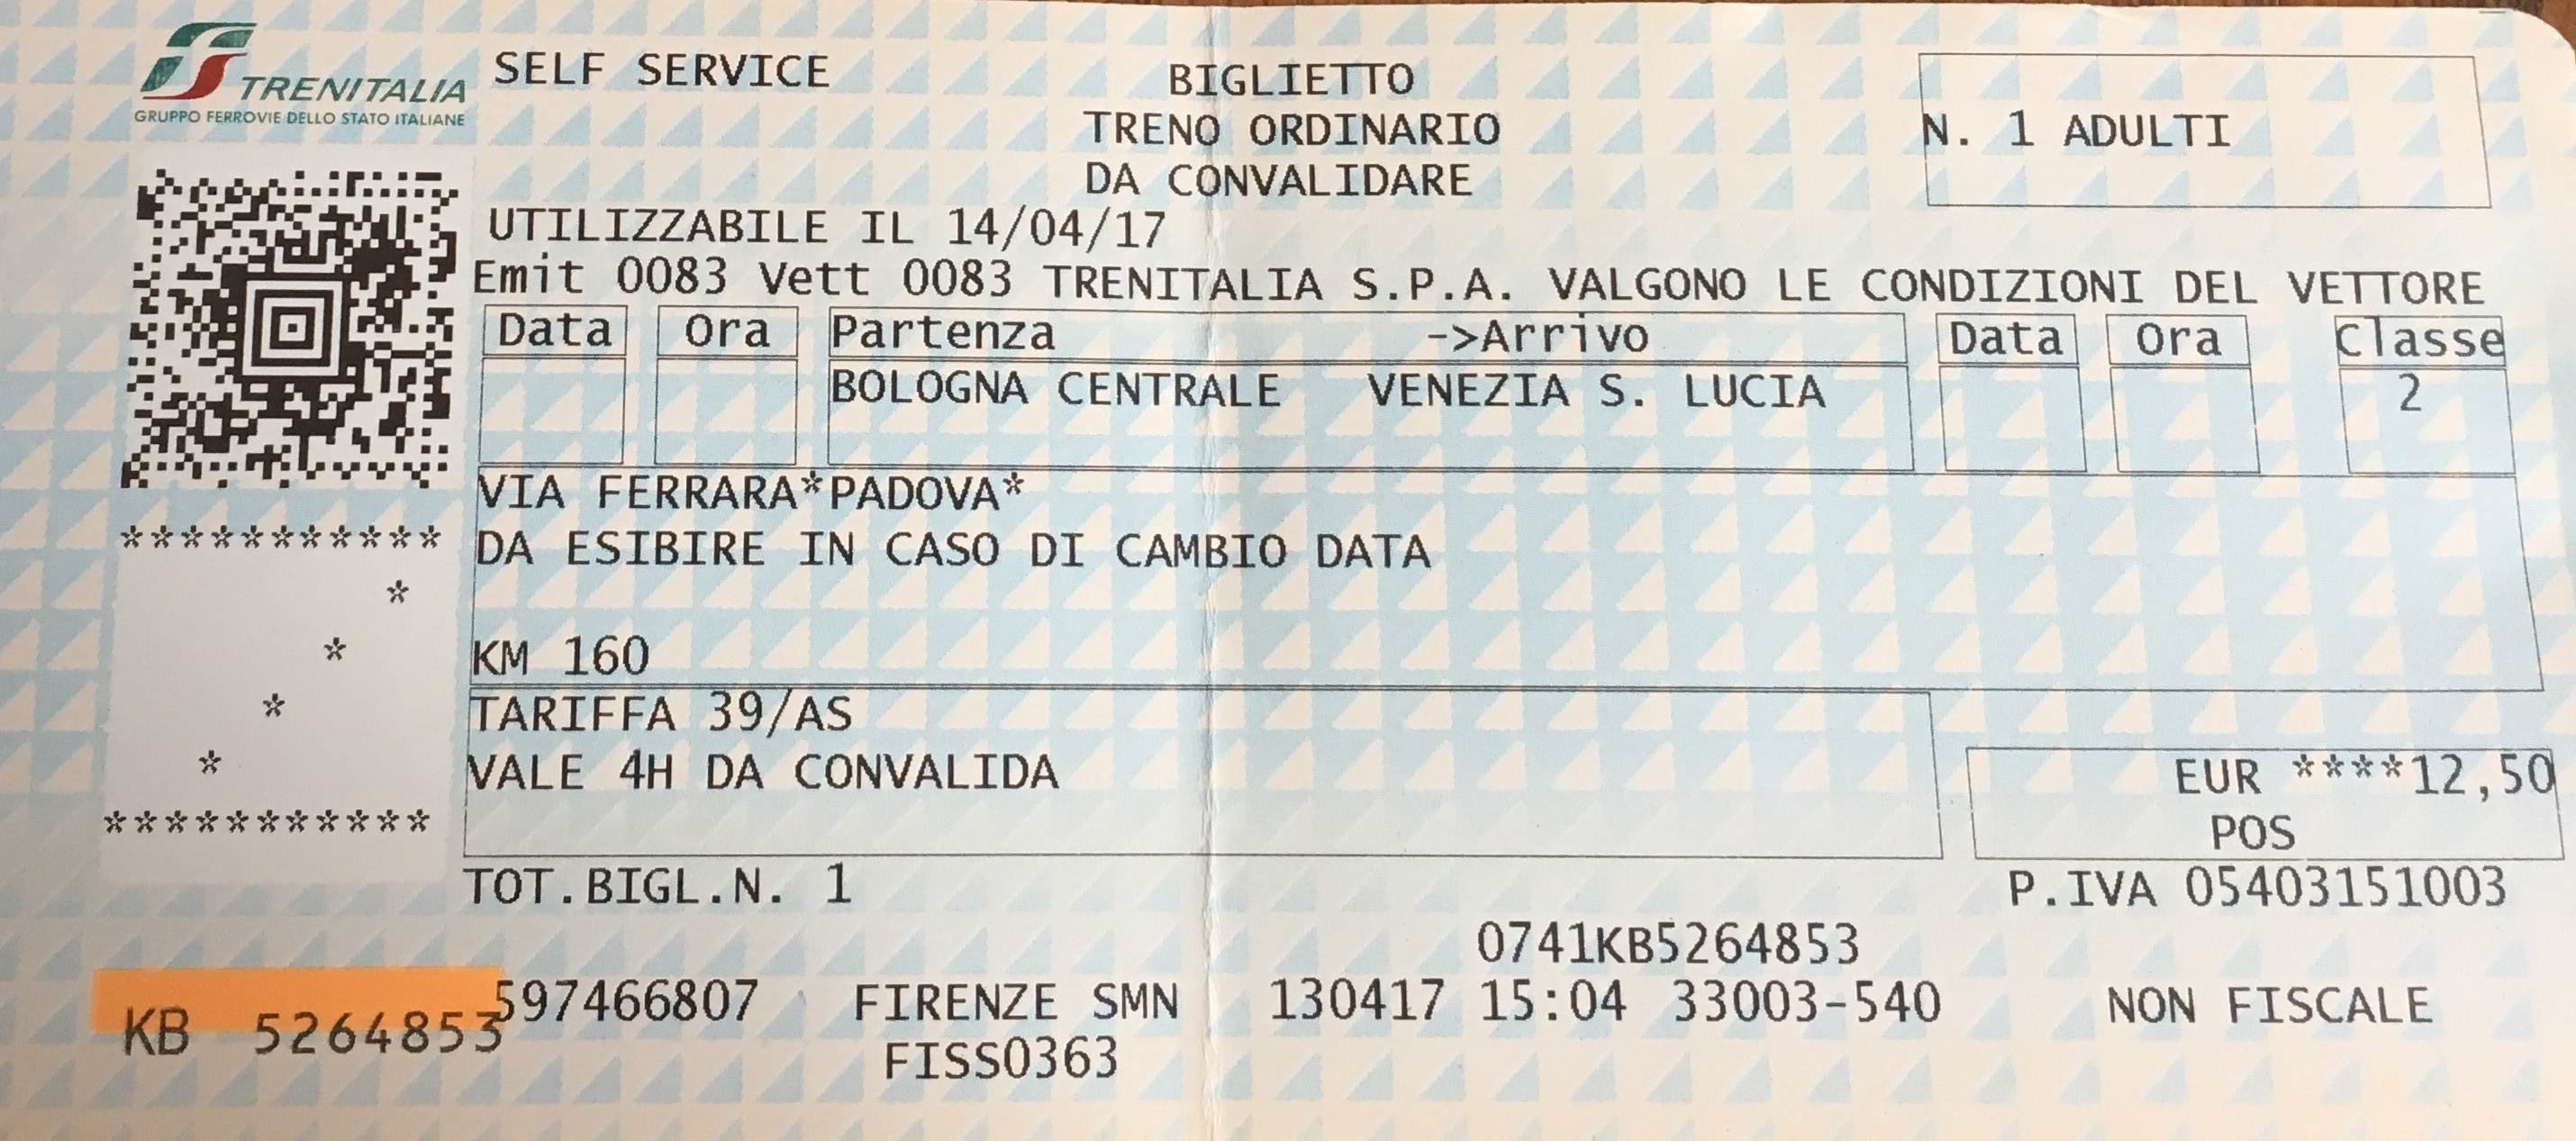 TRENITALIA
GRUPPO FERROVIE DELLO STATO ITALIANE
SELF SERVICE
BIGLIETTO
TRENO ORDINARIO
DA CONVALIDARE
N. 1 ADULTI
UTILIZZABILE IL 14/04/17
Emit 0083 Vett 0083 TRENITALIA S.P.A. VALGONO LE CONDIZIONI DEL VETTORE
Data Ora Partenza ->Arrivo Data Ora Classe
BOLOGNA CENTRALE VENEZIA S. LUCIA 2
VIA FERRARA*PADOVA*
DA ESIBIRE IN CASO DI CAMBIO DATA
***********
*
*
*
*
***********
KM 160
TARIFFA 39/AS
VALE 4H DA CONVALIDA
EUR ****12,50
POS
TOT.BIGL.N. 1
P.IVA 05403151003
0741KB5264853
KB 5264853
597466807 FIRENZE SMN 130417 15:04 33003-540 NON FISCALE
FISS0363